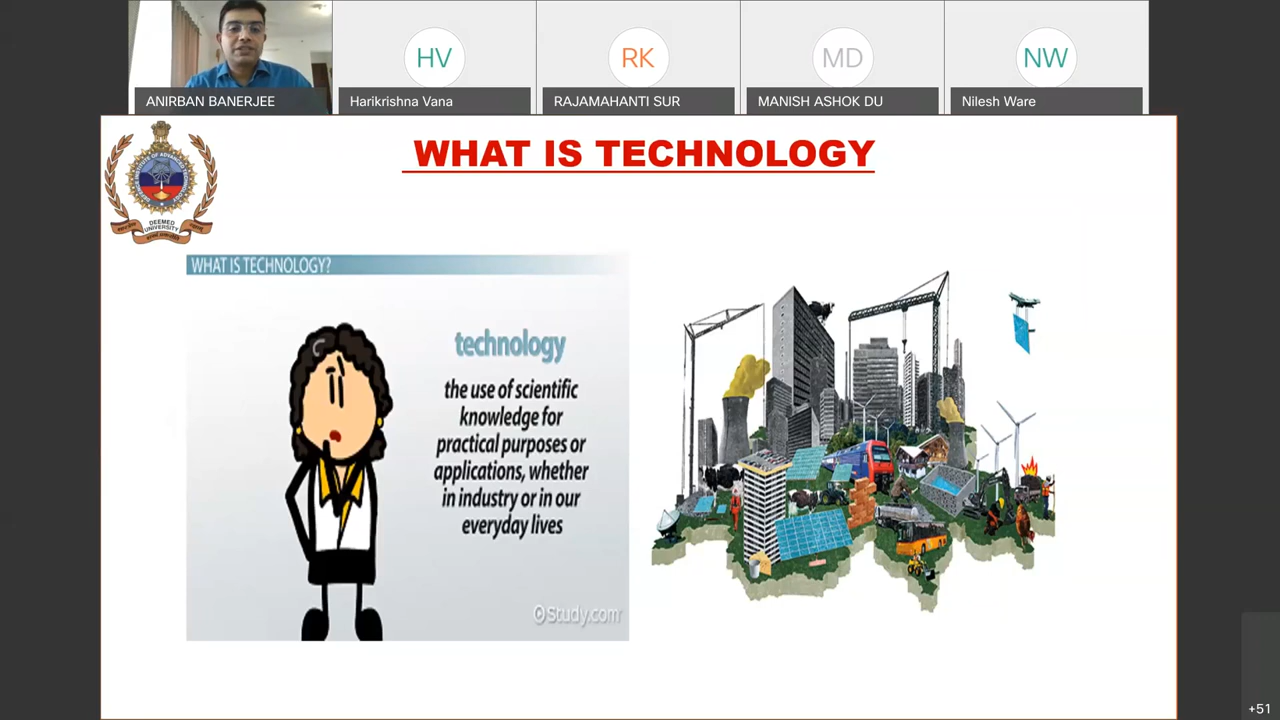 HV
RK
MD
NW
ANIRBAN BANERJEE
Harikrishna Vana
RAJAMAHANTI SUR
MANISH ASHOK DU
Nilesh Ware
WHAT IS TECHNOLOGY
DEEMED
UNIVERSITY
WHAT IS TECHNOLOGY?
technology
the use of scientific
knowledge for
practical purposes or
applications, whether
in industry or in our
everyday lives
Study.com
+51